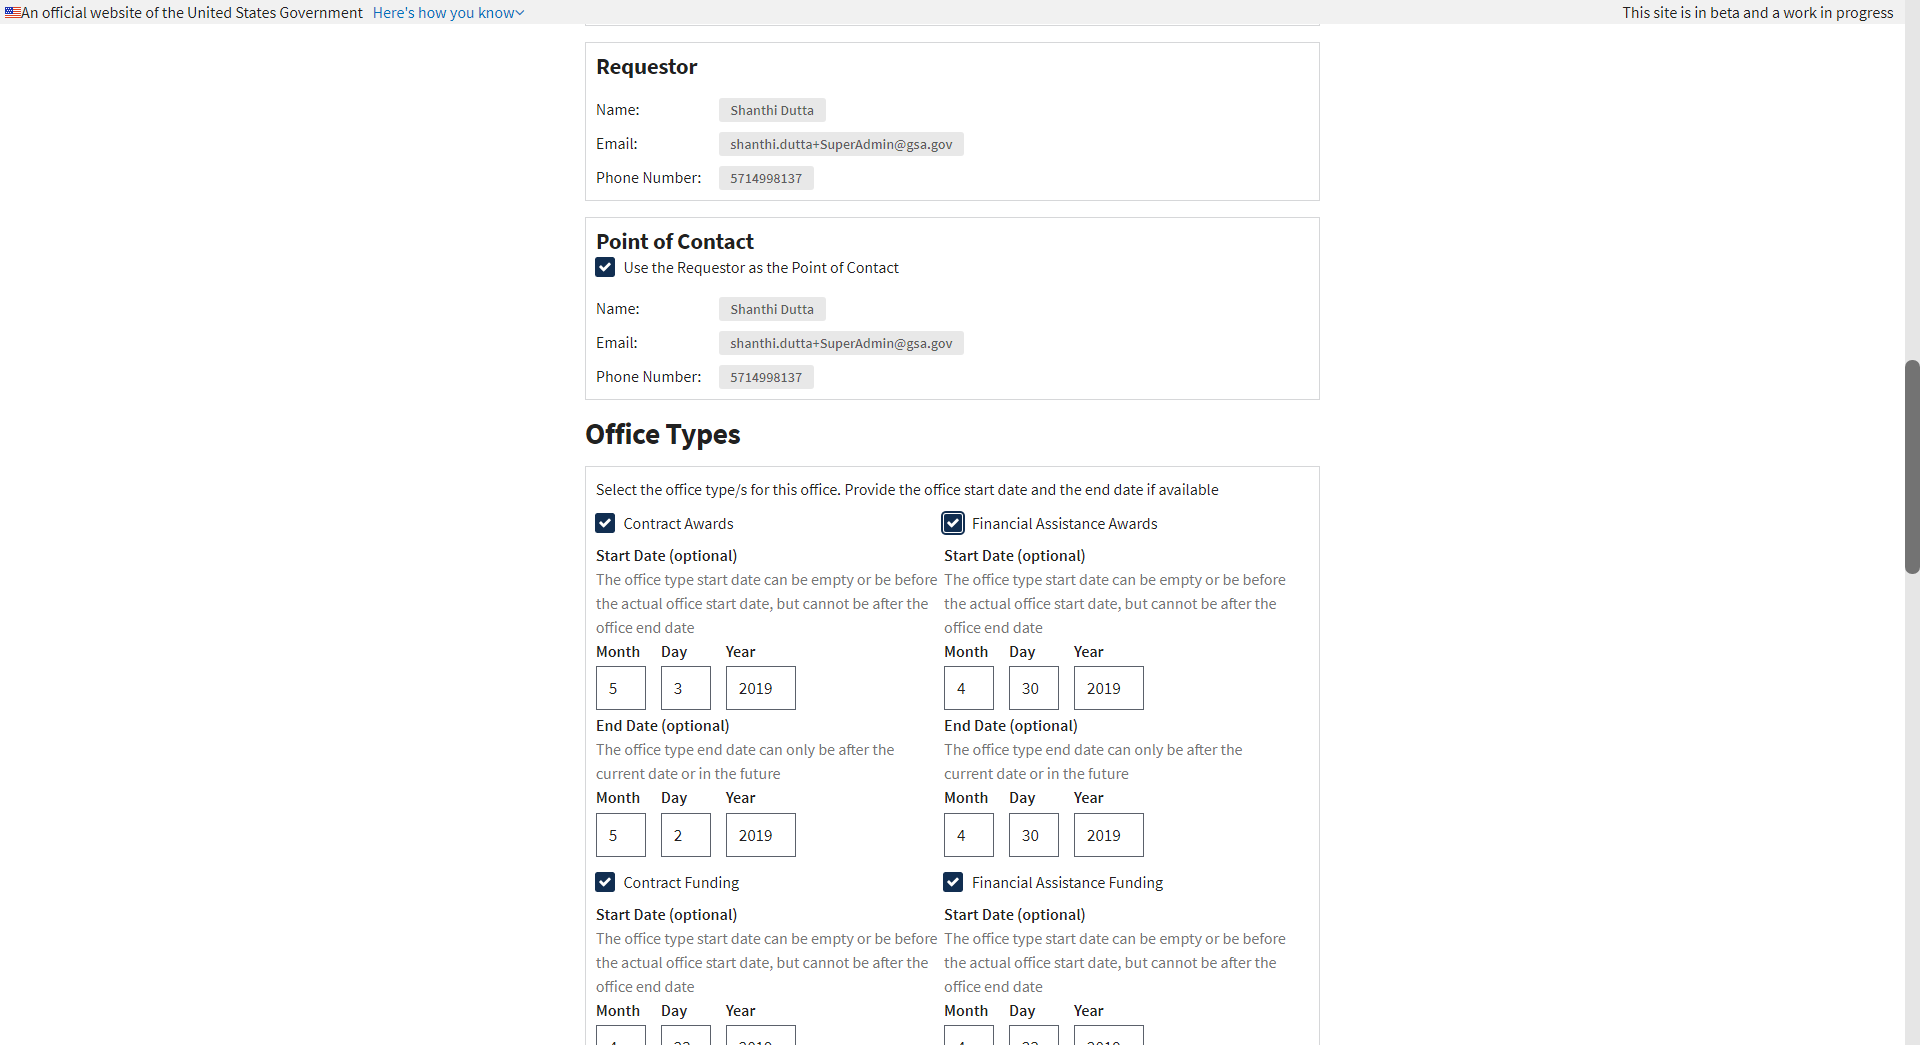 An official website of the United States Government Here's how you know
This site is in beta and a work in progress
Requestor
Name: Shanthi Dutta
Email: shanthi.dutta+SuperAdmin@gsa.gov
Phone Number: 5714998137
Point of Contact
Use the Requestor as the Point of Contact
Name: Shanthi Dutta
Email: shanthi.dutta+SuperAdmin@gsa.gov
Phone Number: 5714998137
Office Types
Select the office type/s for this office. Provide the office start date and the end date if available
Contract Awards
Start Date (optional)
The office type start date can be empty or be before
the actual office start date, but cannot be after the
office end date
Month Day Year
5 3 2019
End Date (optional)
The office type end date can only be after the
current date or in the future
Month Day Year
5 2 2019
Financial Assistance Awards
Start Date (optional)
The office type start date can be empty or be before
the actual office start date, but cannot be after the
office end date
Month Day Year
4 30 2019
End Date (optional)
The office type end date can only be after the
current date or in the future
Month Day Year
4 30 2019
Contract Funding
Start Date (optional)
The office type start date can be empty or be before
the actual office start date, but cannot be after the
office end date
Month Day Year
Financial Assistance Funding
Start Date (optional)
The office type start date can be empty or be before
the actual office start date, but cannot be after the
office end date
Month Day Year